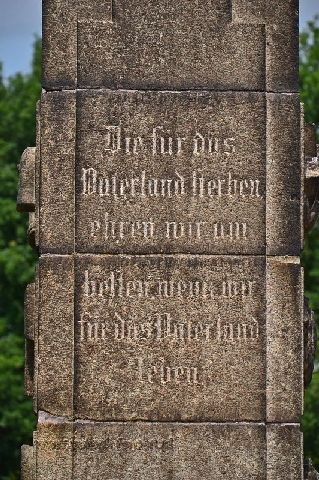 Die für das
Vaterland sterben
ehren wir am
besten, wenn wir
für das Vaterland
leben.